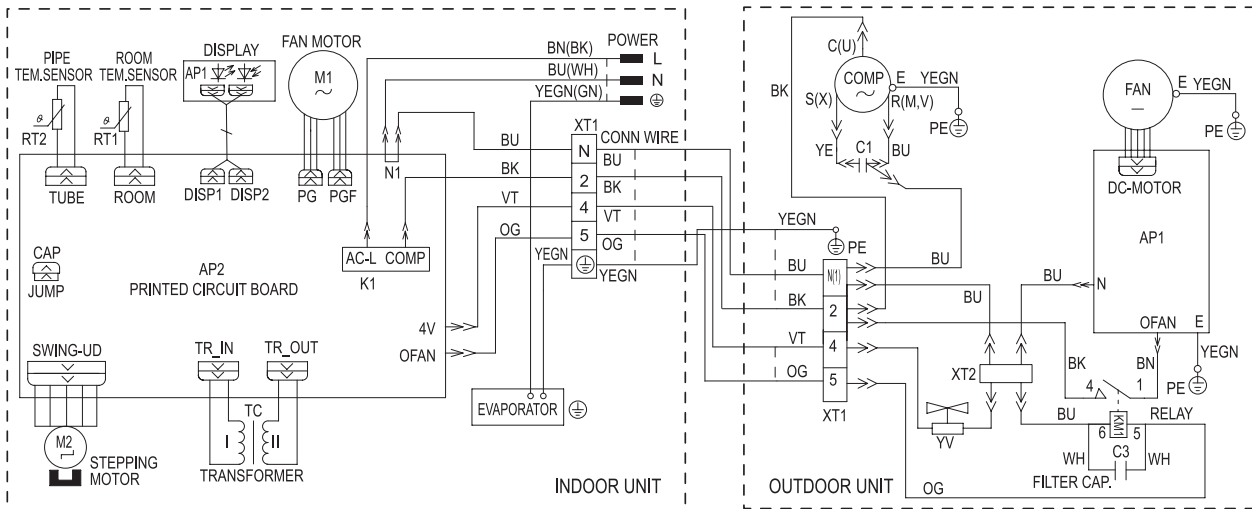 PIPE
TEM.SENSOR
ROOM
TEM.SENSOR
DISPLAY
AP1
FAN MOTOR
M1
~
BN(BK)
BU(WH)
YEGN(GN)
POWER
L
N
θ
RT2
θ
RT1
TUBE
ROOM
DISP1
DISP2
PG
PGF
N1
BU
BK
VT
OG
YEGN
XT1
N
2
4
5
CONN WIRE
BU
BK
VT
OG
YEGN
CAP
JUMP
AP2
PRINTED CIRCUIT BOARD
AC-L
COMP
K1
4V
OFAN
SWING-UD
TR_IN
TR_OUT
M2
STEPPING
MOTOR
TC
I
II
TRANSFORMER
EVAPORATOR
INDOOR UNIT
BK
C(U)
COMP
~
E
YEGN
S(X)
R(M,V)
PE
YE
C1
BU
FAN
E
YEGN
PE
DC-MOTOR
AP1
YEGN
PE
BU
BK
VT
OG
N(1)
2
4
5
XT1
BU
BU
BU
N
OFAN
E
YEGN
PE
BK
BN
XT2
4
1
YV
BU
6
KM1
5
RELAY
WH
C3
WH
FILTER CAP.
OG
OUTDOOR UNIT